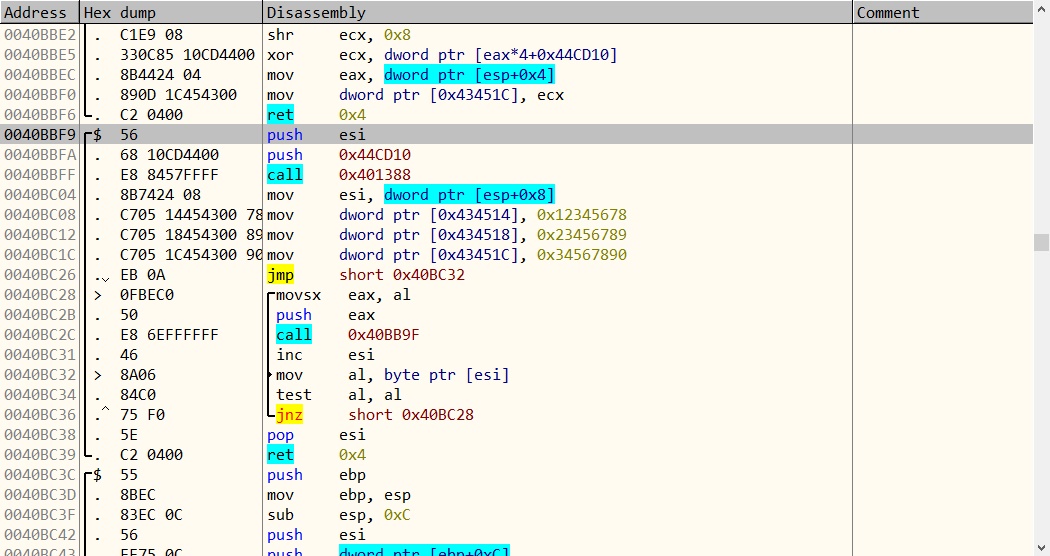 Address Hex dump Disassembly Comment
0040BBE2 . C1E9 08 shr ecx, 0x8
0040BBE5 . 330C85 10CD4400 xor ecx, dword ptr [eax*4+0x44CD10]
0040BBEC . 8B4424 04 mov eax, dword ptr [esp+0x4]
0040BBF0 . 890D 1C454300 mov dword ptr [0x43451C], ecx
0040BBF6 . C2 0400 ret 0x4
0040BBF9 $ 56 push esi
0040BBFA . 68 10CD4400 push 0x44CD10
0040BBFF . E8 8457FFFF call 0x401388
0040BC04 . 8B7424 08 mov esi, dword ptr [esp+0x8]
0040BC08 . C705 14454300 78 mov dword ptr [0x434514], 0x12345678
0040BC12 . C705 18454300 89 mov dword ptr [0x434518], 0x23456789
0040BC1C . C705 1C454300 90 mov dword ptr [0x43451C], 0x34567890
0040BC26 . EB 0A jmp short 0x40BC32
0040BC28 > 0FBEC0 movsx eax, al
0040BC2B . 50 push eax
0040BC2C . E8 6EFFFFFF call 0x40BB9F
0040BC31 . 46 inc esi
0040BC32 > 8A06 mov al, byte ptr [esi]
0040BC34 . 84C0 test al, al
0040BC36 . 75 F0 jnz short 0x40BC28
0040BC38 . 5E pop esi
0040BC39 . C2 0400 ret 0x4
0040BC3C $ 55 push ebp
0040BC3D . 8BEC mov ebp, esp
0040BC3F . 83EC 0C sub esp, 0xC
0040BC42 . 56 push esi
0040BC43 . FF75 0C push dword ptr [ebp+0xC]